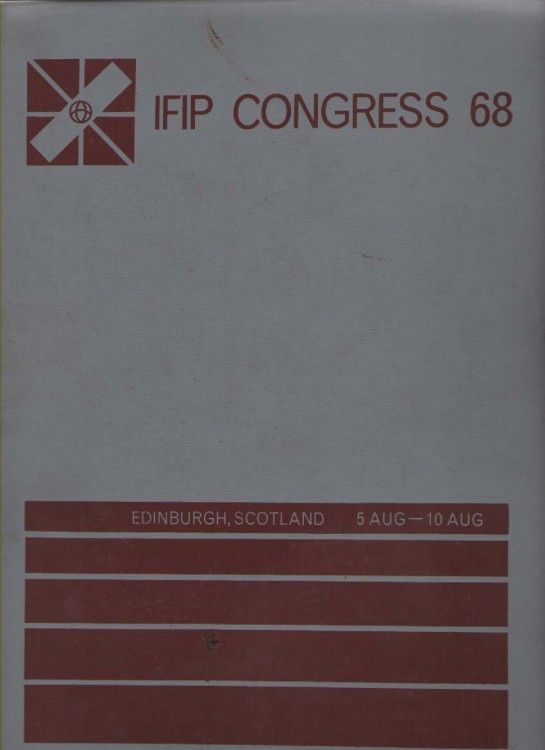 IFIP CONGRESS 68
EDINBURGH, SCOTLAND 5 AUG—10 AUG